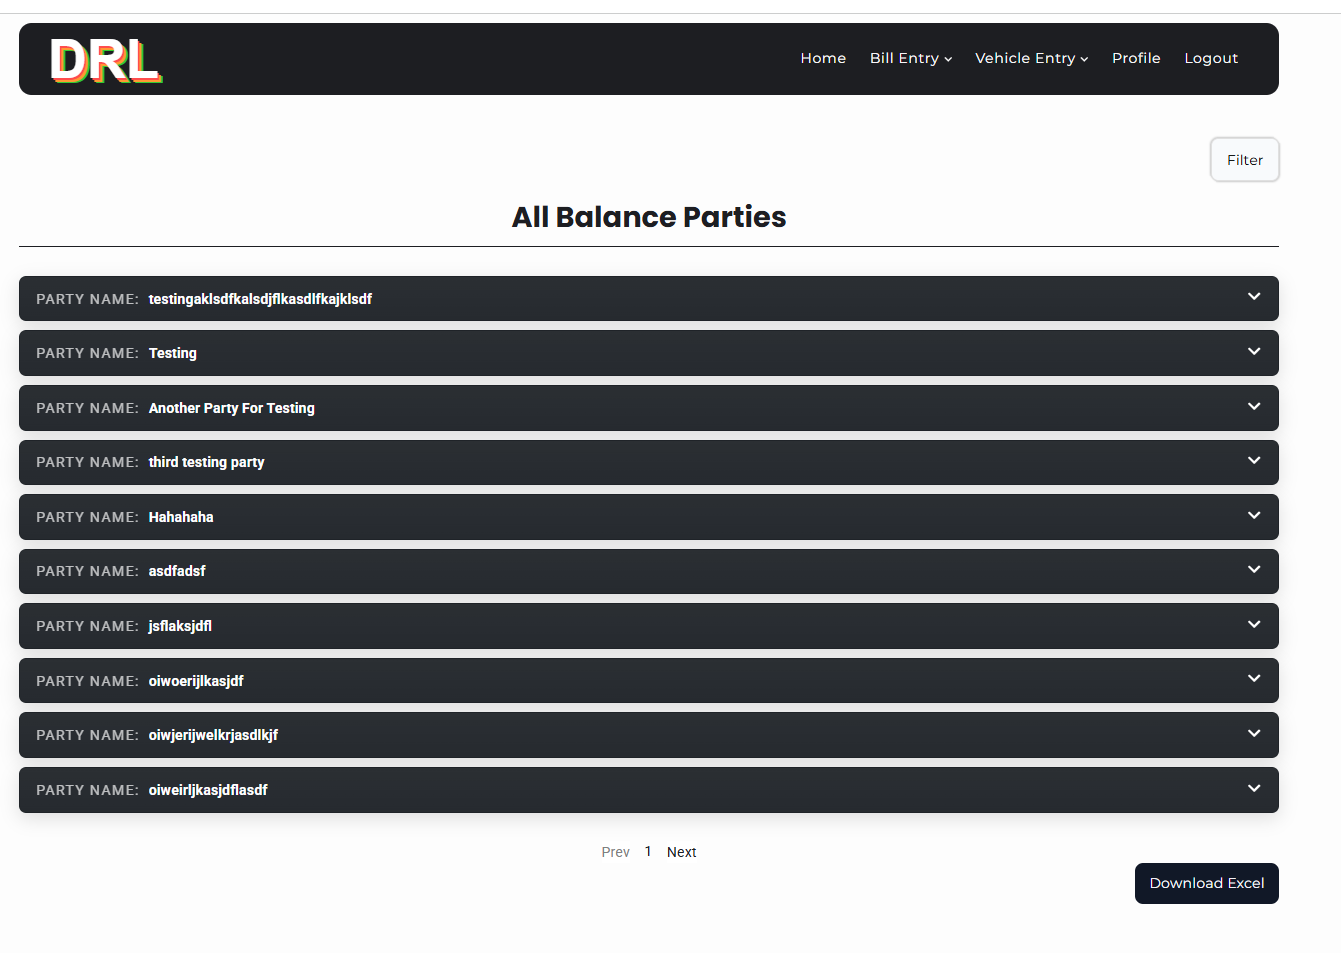 DRL
Home Bill Entry Vehicle Entry Profile Logout
Filter
All Balance Parties
PARTY NAME: testingaklsdfkalsdjflkasdlfkajklsdf
PARTY NAME: Testing
PARTY NAME: Another Party For Testing
PARTY NAME: third testing party
PARTY NAME: Hahahaha
PARTY NAME: asdfadsf
PARTY NAME: jsflaksjdfl
PARTY NAME: oiwoerijlkasjdf
PARTY NAME: oiwjerijwelkrjasdlkjf
PARTY NAME: oiweirljkasjdflasdf
Prev 1 Next
Download Excel